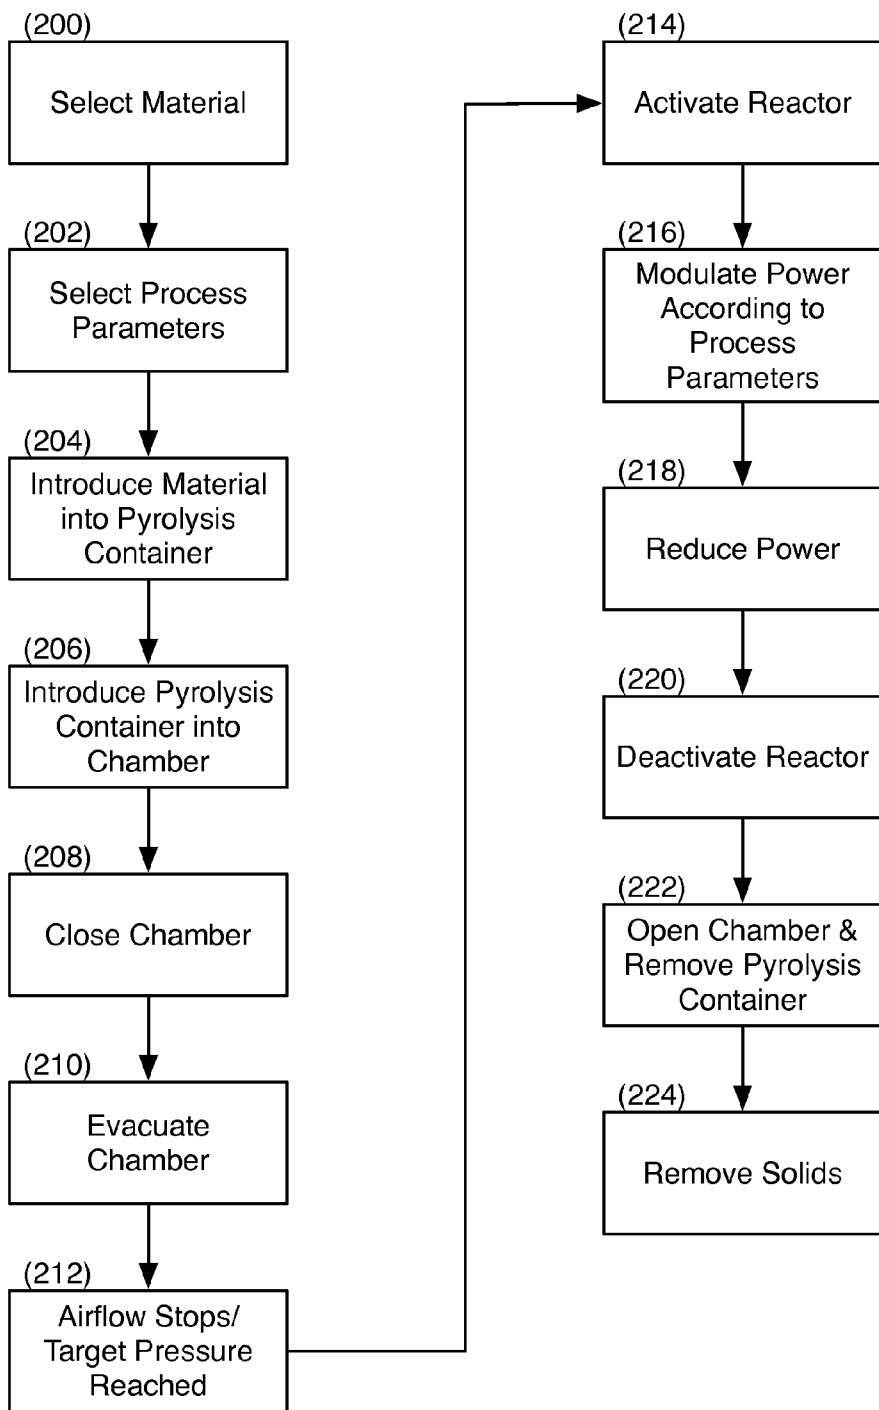 (200)
Select Material
(202)
Select Process
Parameters
(204)
Introduce Material
into Pyrolysis
Container
(206)
Introduce Pyrolysis
Container into
Chamber
(208)
Close Chamber
(210)
Evacuate
Chamber
(212)
Airflow Stops/
Target Pressure
Reached
(214)
Activate Reactor
(216)
Modulate Power
According to
Process
Parameters
(218)
Reduce Power
(220)
Deactivate Reactor
(222)
Open Chamber &
Remove Pyrolysis
Container
(224)
Remove Solids